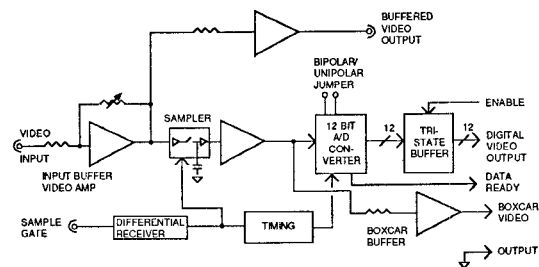 BUFFERED
VIDEO
OUTPUT
BIPOLAR/
UNIPOLAR
JUMPER
SAMPLER
ENABLE
VIDEO
INPUT
12 BIT
A/D
CON-
VERTER
12
TRI-
STATE
BUFFER
12
DIGITAL
VIDEO
OUTPUT
INPUT BUFFER
VIDEO AMP
DATA
READY
SAMPLE
GATE
DIFFERENTIAL
RECEIVER
TIMING
BOXCAR
BUFFER
BOXCAR
VIDEO
OUTPUT